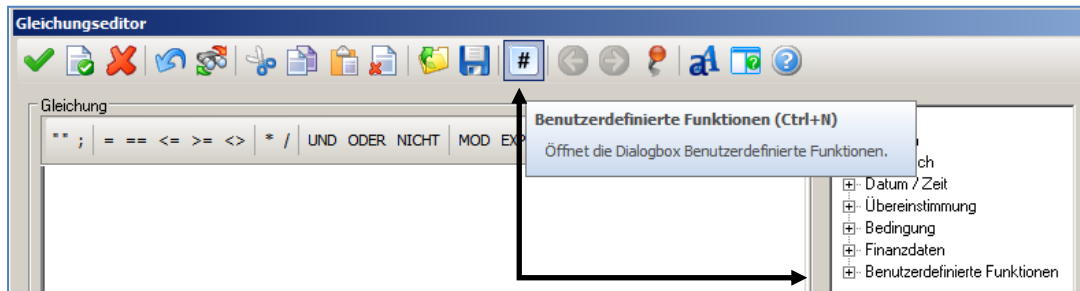 Gleichungseditor
#
Gleichung
"" ; = == <= >= <> * / UND ODER NICHT MOD
Benutzerdefinierte Funktionen (Ctrl+N)
Öffnet die Dialogbox Benutzerdefinierte Funktionen.
Datum / Zeit
Übereinstimmung
Bedingung
Finanzdaten
Benutzerdefinierte Funktionen